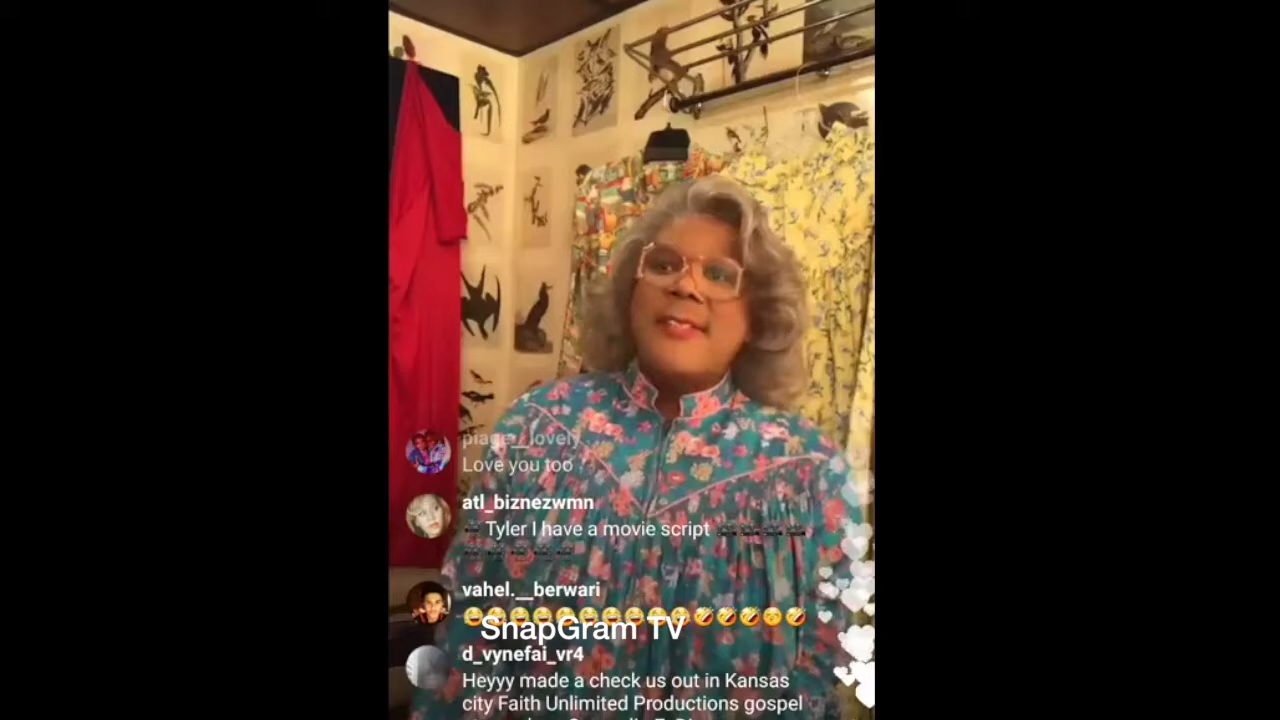 piage__lovely
Love you too
atl_biznezwmn
Tyler I have a movie script
vahel.__berwari
SnapGram TV
d_vynefai_vr4
Heyyy made a check us out in Kansas
city Faith Unlimited Productions gospel